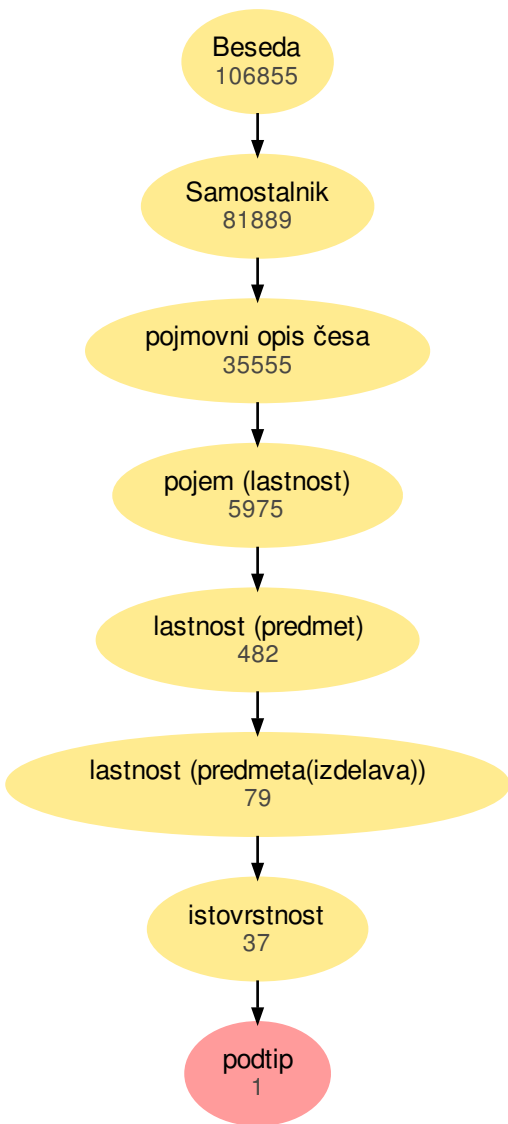 Beseda
106855
Samostalnik
81889
pojmovni opis česa
35555
pojem (lastnost)
5975
lastnost (predmet)
482
lastnost (predmeta(izdelava))
79
istovrstnost
37
podtip
1